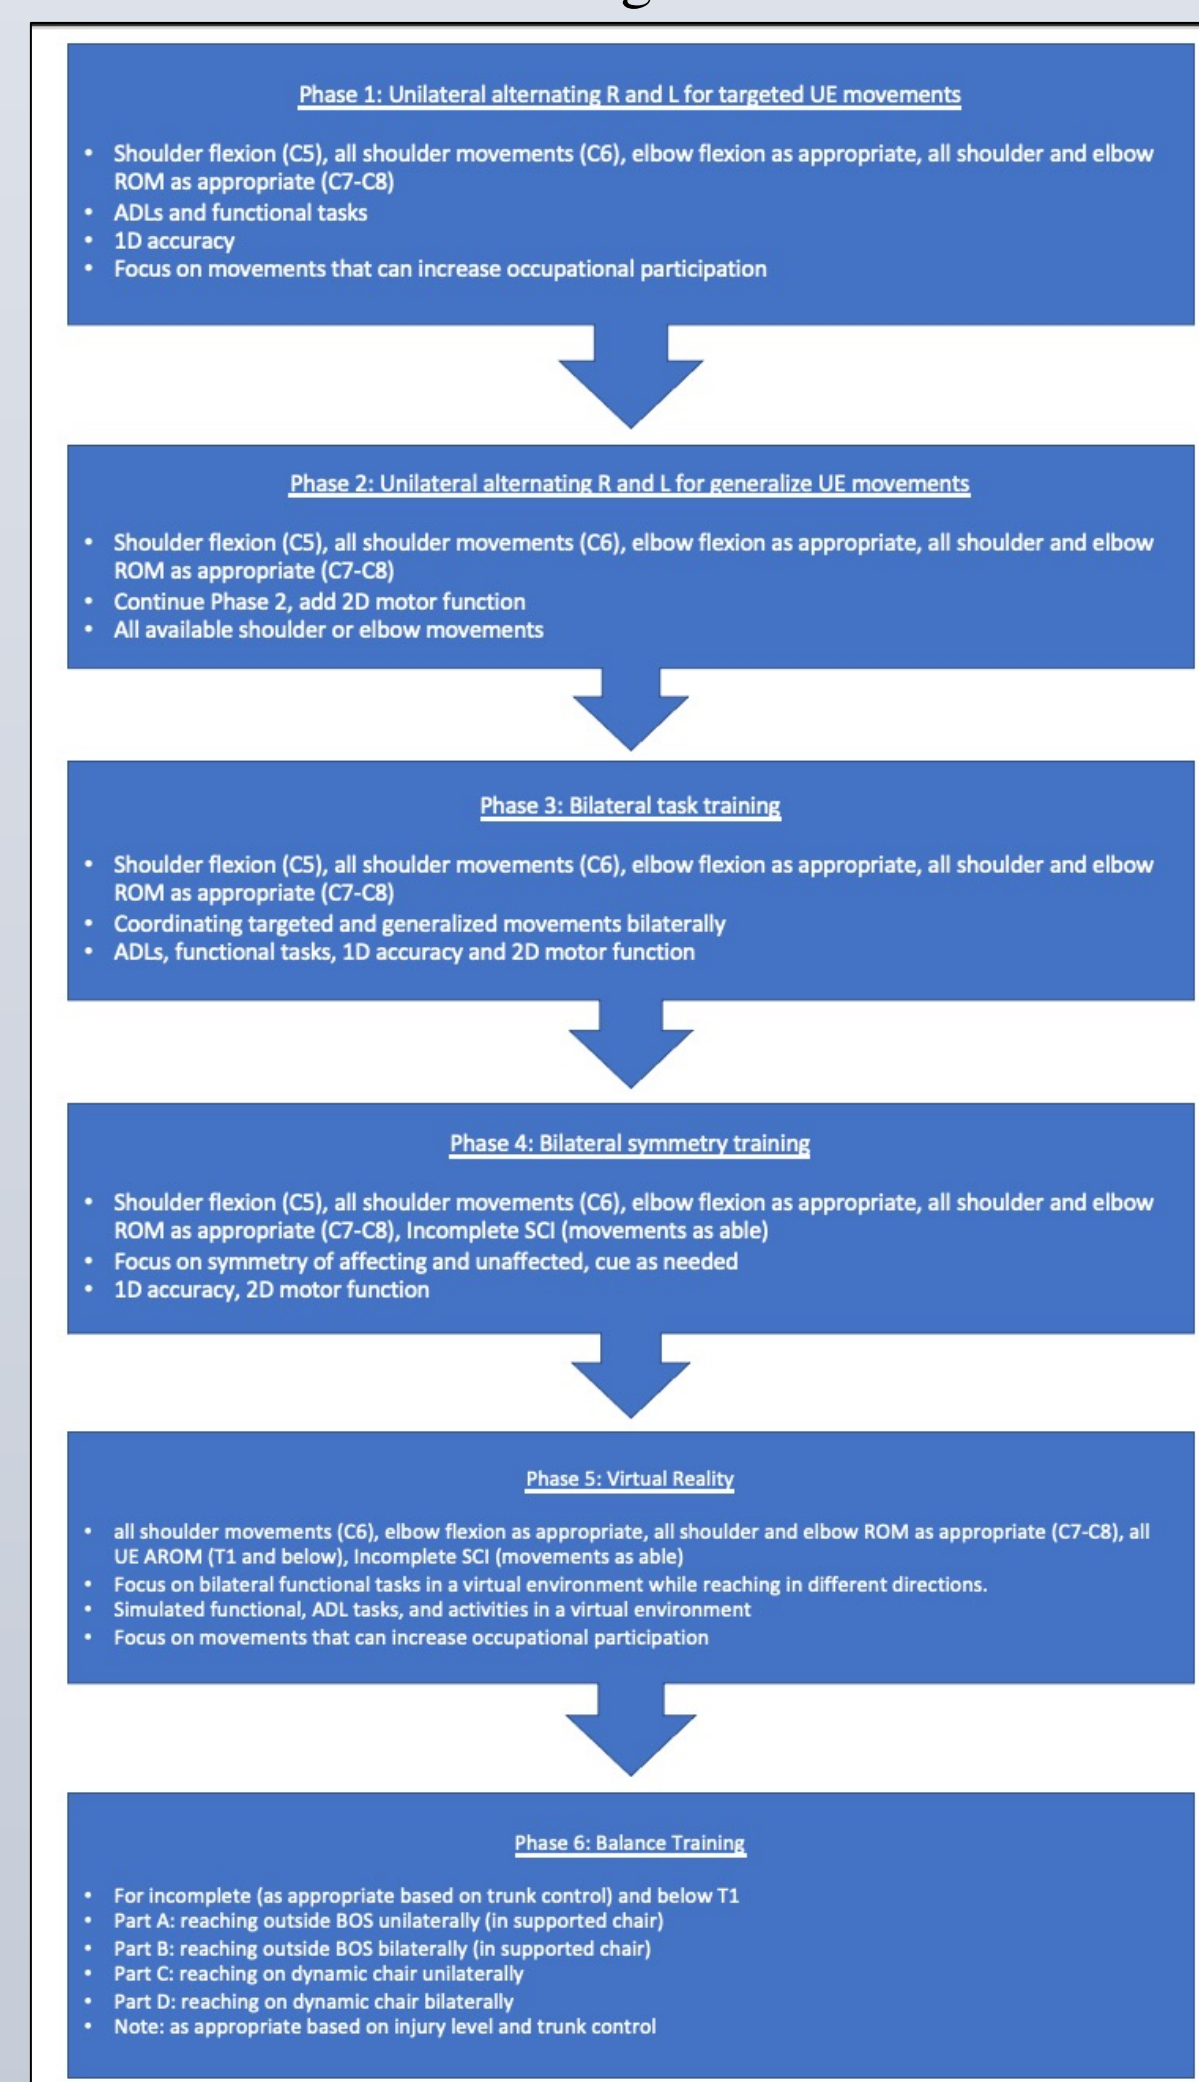 Phase 1: Unilateral alternating R and L for targeted UE movements
• Shoulder flexion (C5), all shoulder movements (C6), elbow flexion as appropriate, all shoulder and elbow
ROM as appropriate (C7-C8)
• ADLs and functional tasks
• 1D accuracy
• Focus on movements that can increase occupational participation
Phase 2: Unilateral alternating R and L for generalize UE movements
• Shoulder flexion (C5), all shoulder movements (C6), elbow flexion as appropriate, all shoulder and elbow
ROM as appropriate (C7-C8)
• Continue Phase 2, add 2D motor function
• All available shoulder or elbow movements
Phase 3: Bilateral task training
• Shoulder flexion (C5), all shoulder movements (C6), elbow flexion as appropriate, all shoulder and elbow
ROM as appropriate (C7-C8)
• Coordinating targeted and generalized movements bilaterally
• ADLs, functional tasks, 1D accuracy and 2D motor function
Phase 4: Bilateral symmetry training
• Shoulder flexion (C5), all shoulder movements (C6), elbow flexion as appropriate, all shoulder and elbow
ROM as appropriate (C7-C8), Incomplete SCI (movements as able)
• Focus on symmetry of affecting and unaffected, cue as needed
• 1D accuracy, 2D motor function
Phase 5: Virtual Reality
• all shoulder movements (C6), elbow flexion as appropriate, all shoulder and elbow ROM as appropriate (C7-C8), all
UE AROM (T1 and below), Incomplete SCI (movements as able)
• Focus on bilateral functional tasks in a virtual environment while reaching in different directions.
• Simulated functional, ADL tasks, and activities in a virtual environment
• Focus on movements that can increase occupational participation
Phase 6: Balance Training
• For incomplete (as appropriate based on trunk control) and below T1
• Part A: reaching outside BOS unilaterally (in supported chair)
• Part B: reaching outside BOS bilaterally (in supported chair)
• Part C: reaching on dynamic chair unilaterally
• Part D: reaching on dynamic chair bilaterally
• Note: as appropriate based on injury level and trunk control